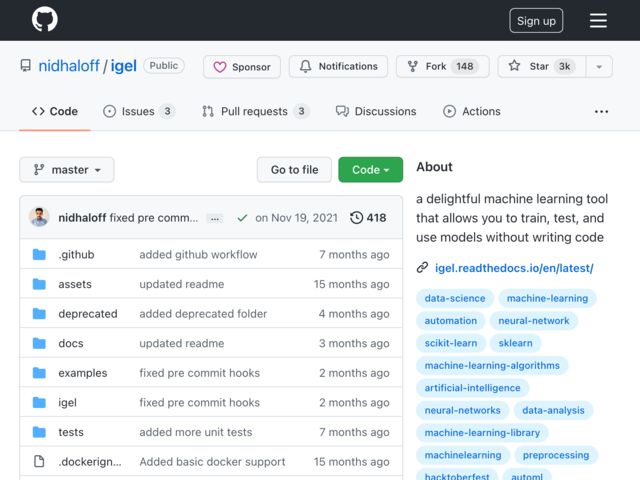 Sign up
nidhaloff / igel Public
Sponsor Notifications Fork 148 Star 3k
Code Issues 3 Pull requests 3 Discussions Actions ...
master Go to file Code
nidhaloff fixed pre comm... ... on Nov 19, 2021 418
.github added github workflow 7 months ago
assets updated readme 15 months ago
deprecated added deprecated folder 4 months ago
docs updated readme 3 months ago
examples fixed pre commit hooks 2 months ago
igel fixed pre commit hooks 2 months ago
tests added more unit tests 7 months ago
.dockerign... Added basic docker support 15 months ago
About
a delightful machine learning tool
that allows you to train, test, and
use models without writing code
igel.readthedocs.io/en/latest/
data-science machine-learning
automation neural-network
scikit-learn sklearn
machine-learning-algorithms
artificial-intelligence
neural-networks data-analysis
machine-learning-library
machinelearning preprocessing
hacktoberfest automl